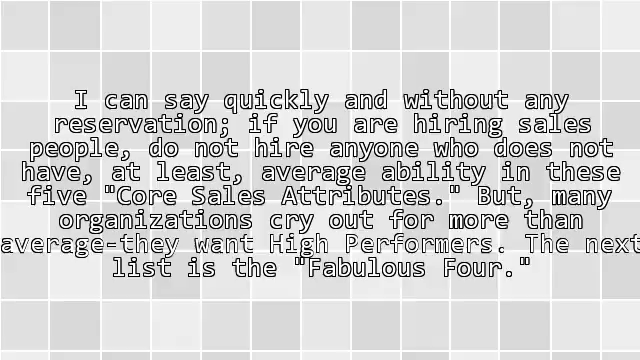 I can say quickly and without any
reservation; if you are hiring sales
people, do not hire anyone who does not
have, at least, average ability in these
five "Core Sales Attributes." But, many
organizations cry out for more than
average-they want High Performers. The next
list is the "Fabulous Four."